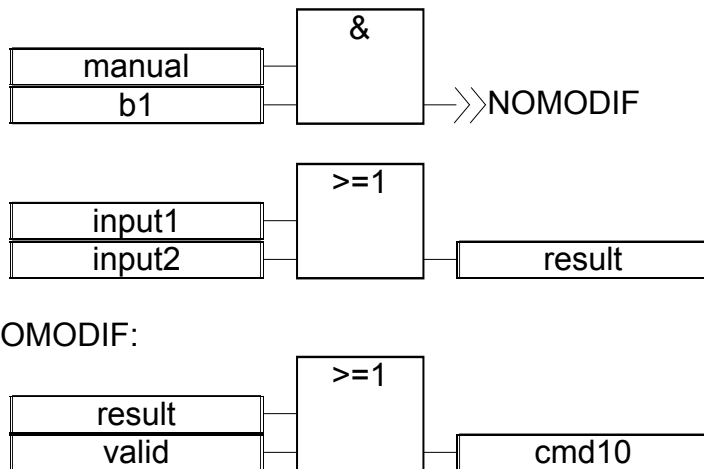 &
manual
b1
NOMODIF
>=1
input1
input2
result
OMODIF:
>=1
result
valid
cmd10